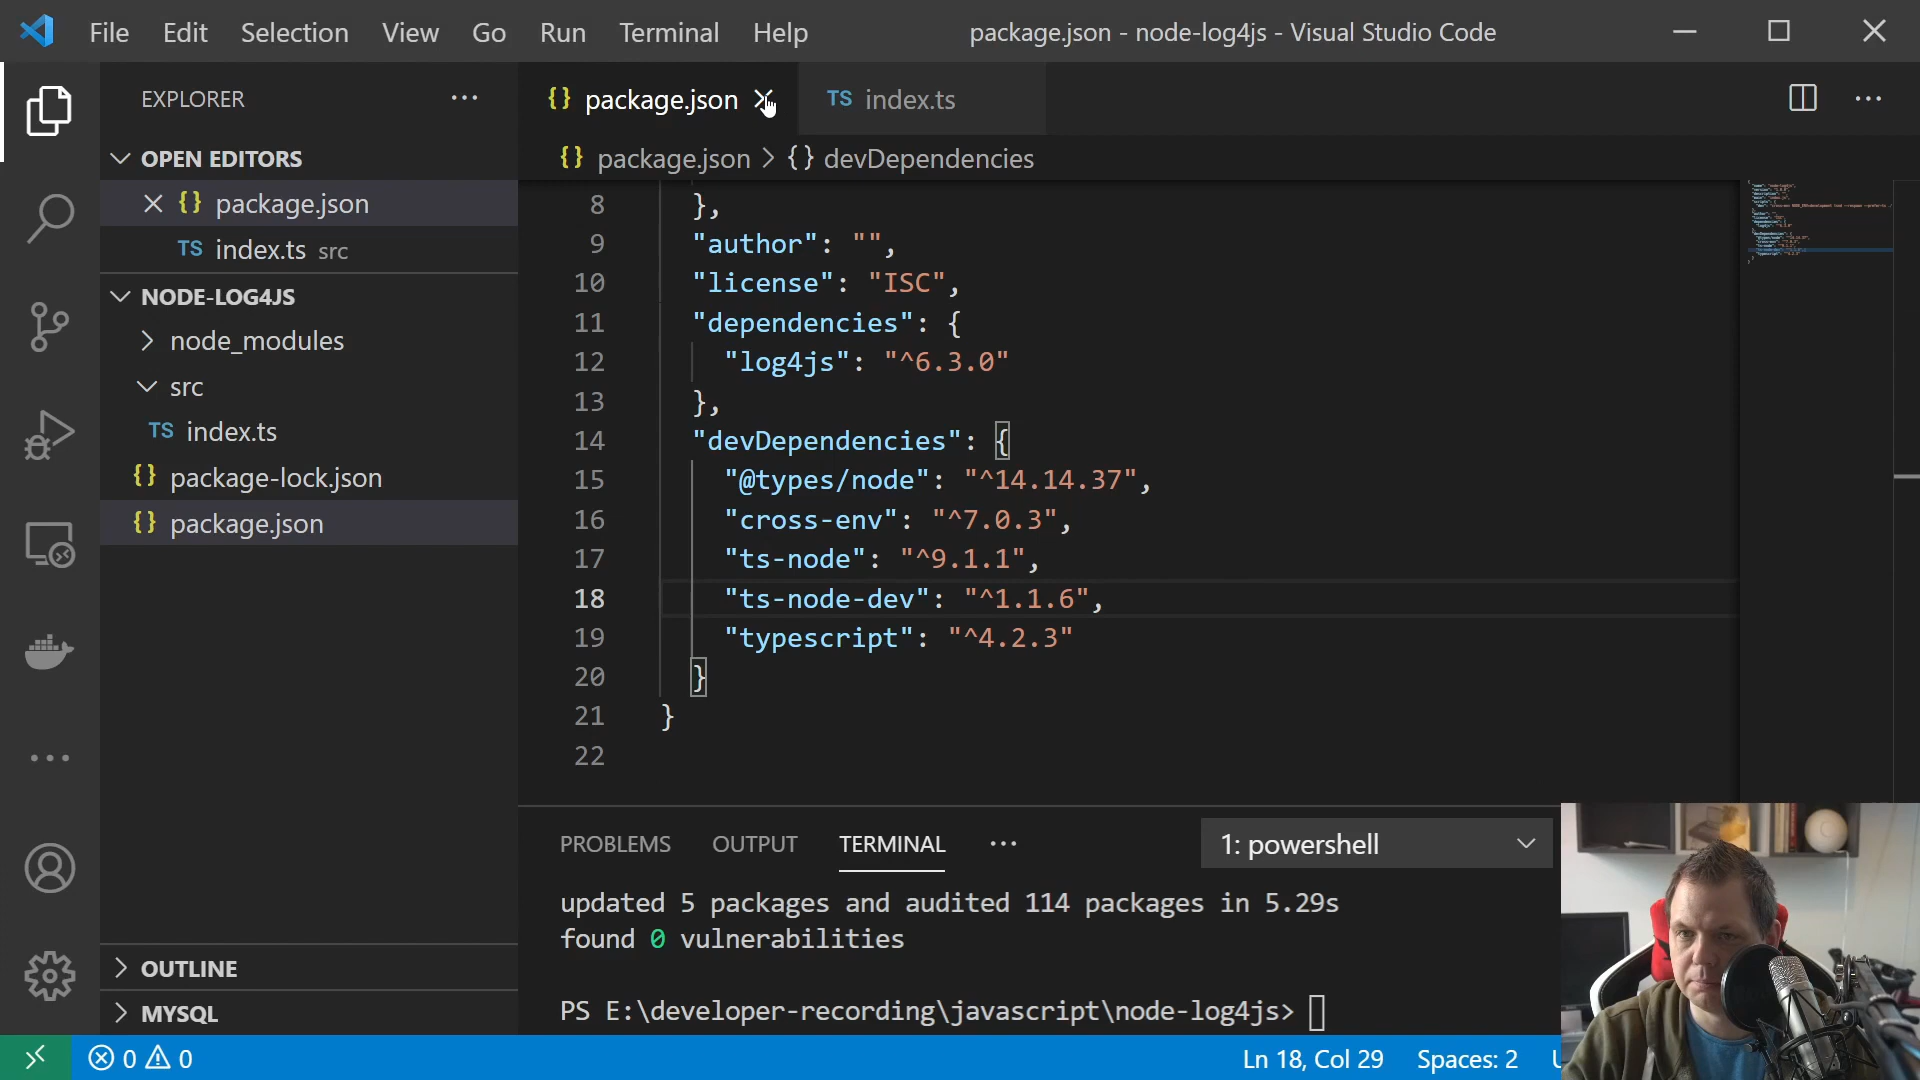 File Edit Selection View Go Run Terminal Help
package.json - node-log4js - Visual Studio Code
EXPLORER
OPEN EDITORS
package.json
TS index.ts src
NODE-LOG4JS
node_modules
src
TS index.ts
package-lock.json
package.json
OUTLINE
MYSQL
{} package.json
TS index.ts
{} package.json > {} devDependencies
8 },
9 "author": "",
10 "license": "ISC",
11 "dependencies": {
12 "log4js": "^6.3.0"
13 },
14 "devDependencies": {
15 "@types/node": "^14.14.37",
16 "cross-env": "^7.0.3",
17 "ts-node": "^9.1.1",
18 "ts-node-dev": "^1.1.6",
19 "typescript": "^4.2.3"
20 }
21 }
22
PROBLEMS OUTPUT TERMINAL
1: powershell
updated 5 packages and audited 114 packages in 5.29s
found 0 vulnerabilities
PS E:\developer-recording\javascript\node-log4js>
0 0
Ln 18, Col 29 Spaces: 2